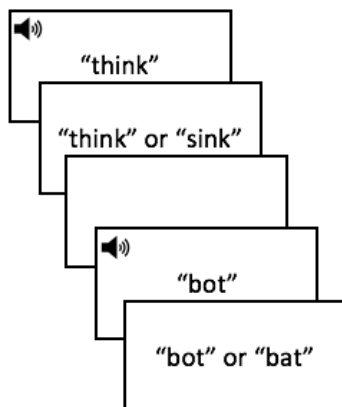 “think”
“think” or “sink”
“bot”
“bot” or “bat”